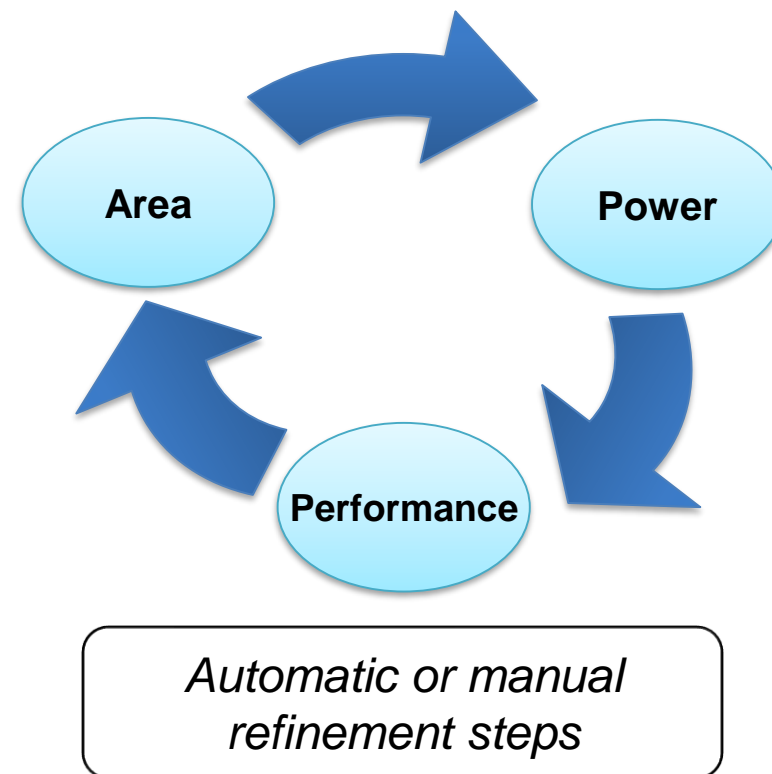 Area
Power
Performance
Automatic or manual
refinement steps